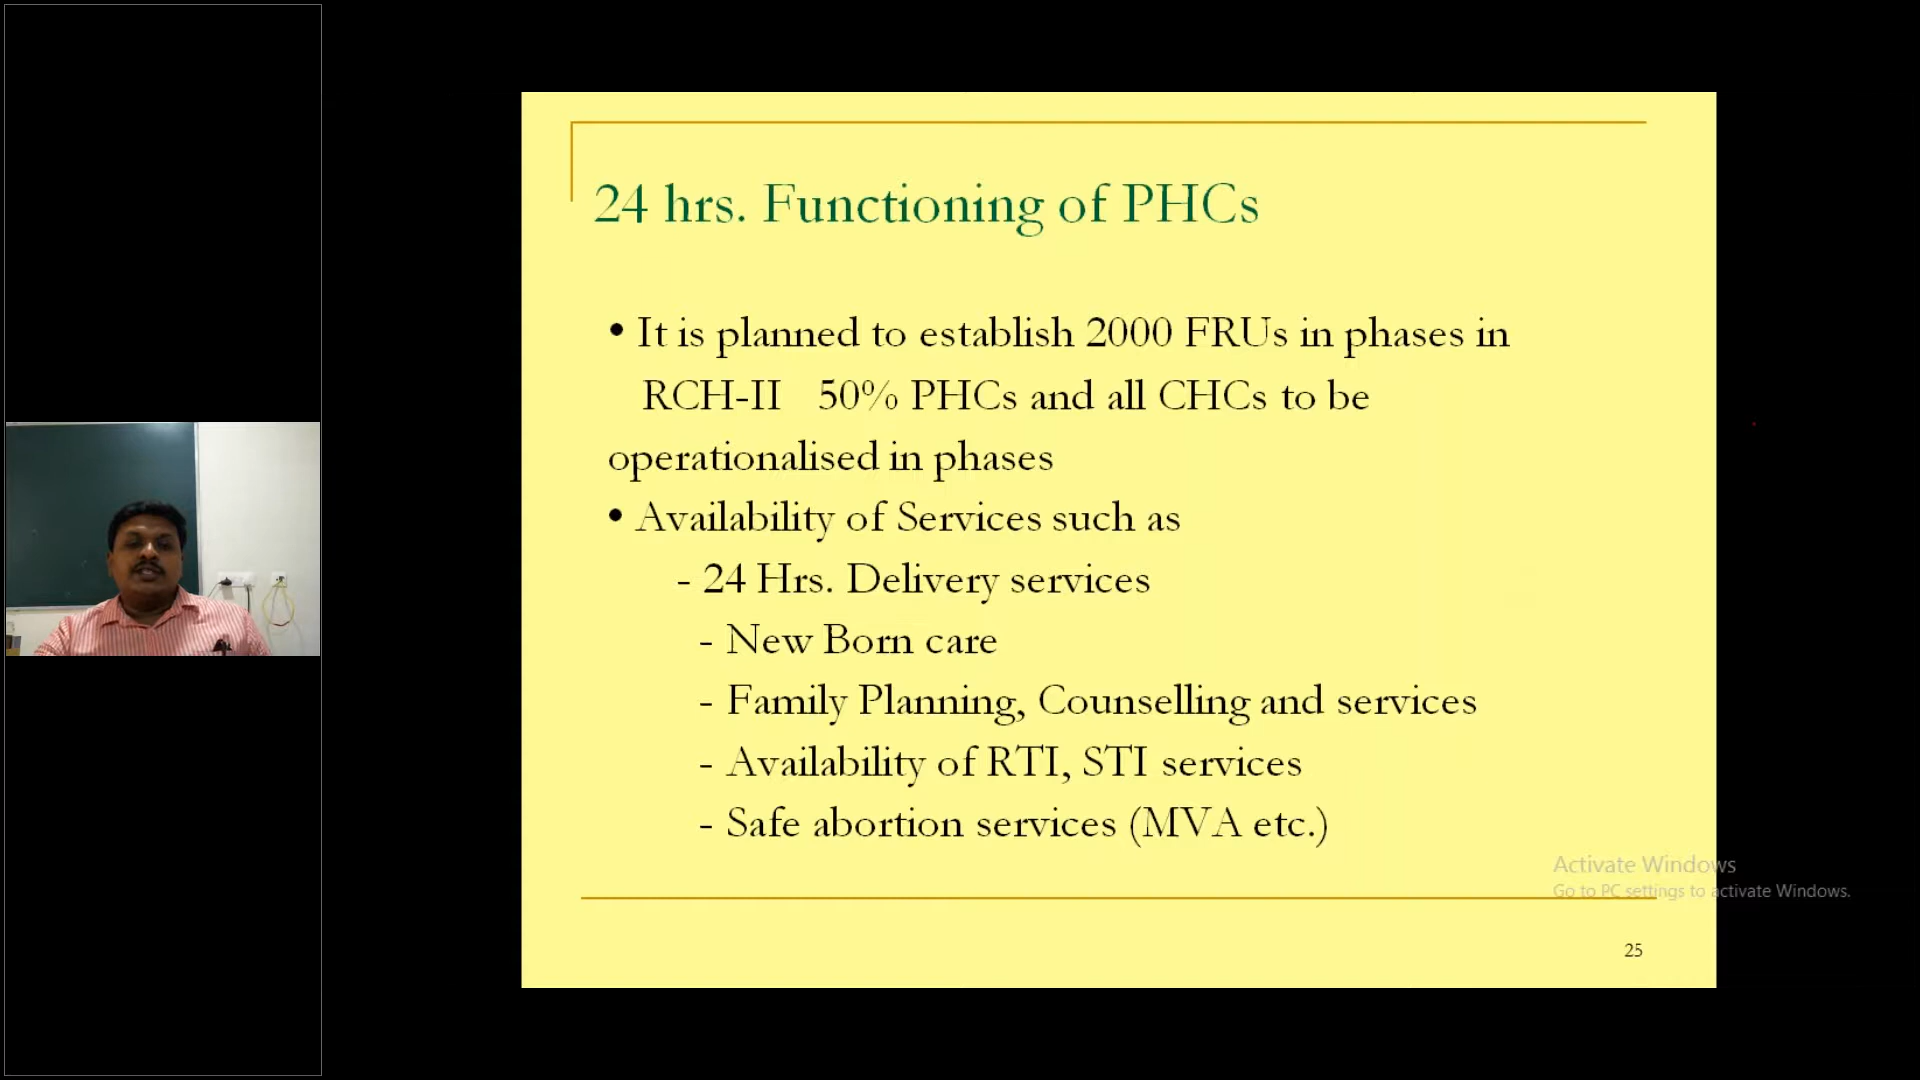 24 hrs. Functioning of PHCs
• It is planned to establish 2000 FRUs in phases in
RCH-II 50% PHCs and all CHCs to be
operationalised in phases
• Availability of Services such as
- 24 Hrs. Delivery services
- New Born care
- Family Planning, Counselling and services
- Availability of RTI, STI services
- Safe abortion services (MVA etc.)
Activate Windows
Go to PC settings to activate Windows.
25